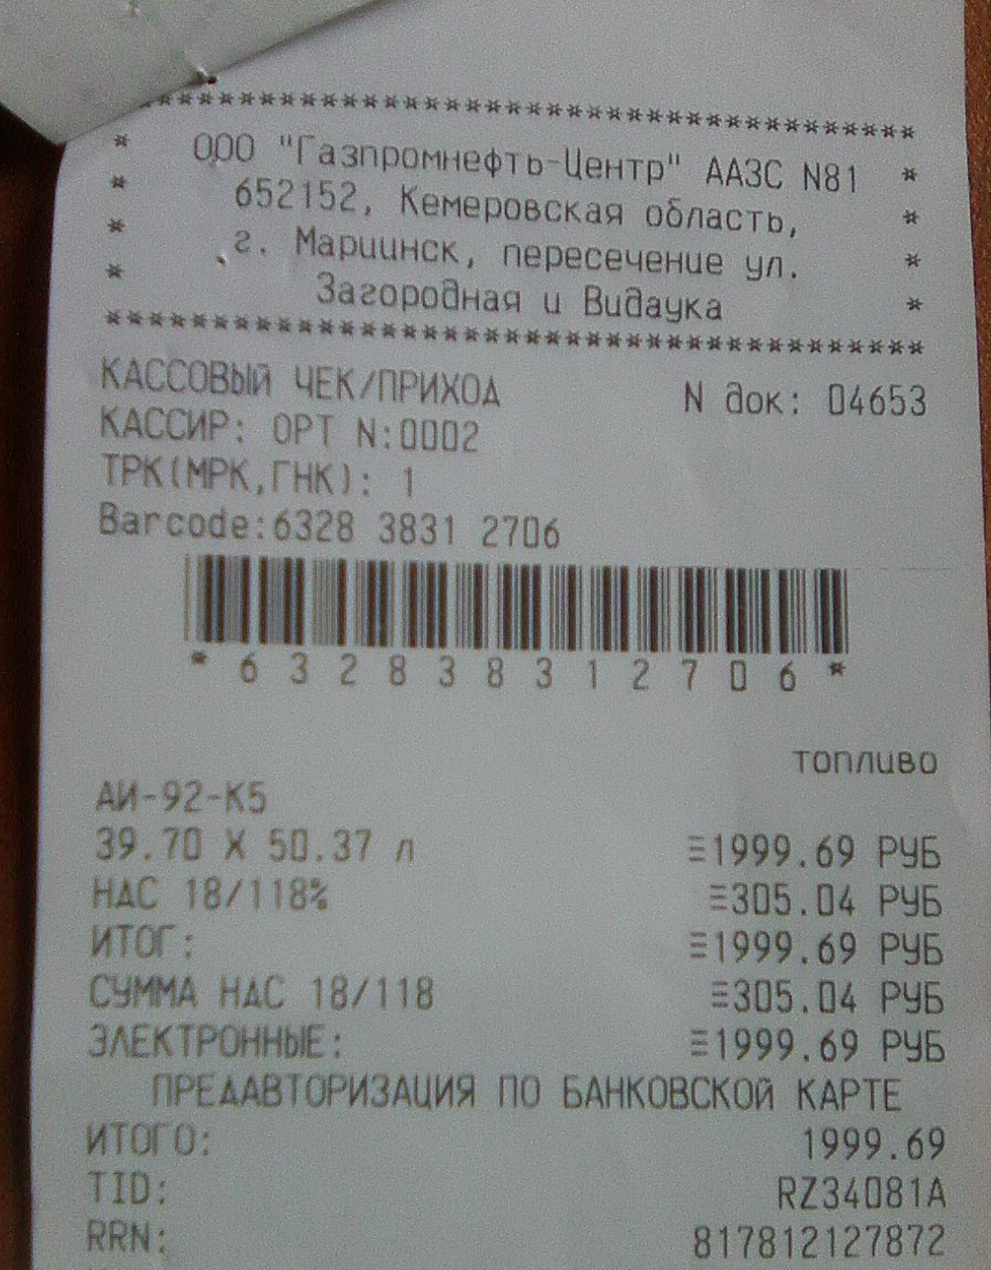 ****************************************
* ООО "Газпромнефть-Центр" ААЗС N81 *
* 652152, Кемеровская область, *
* г. Мариинск, пересечение ул. *
* Загородная и Видаука *
****************************************
КАССОВЫЙ ЧЕК/ПРИХОД N док: 04653
КАССИР: ОРТ N:0002
ТРК(МРК,ГНК): 1
Barcode:6328 3831 2706
*632838312706*
топливо
АИ-92-К5
39.70 X 50.37 л ≡1999.69 РУБ
НДС 18/118% ≡305.04 РУБ
ИТОГ: ≡1999.69 РУБ
СУММА НДС 18/118 ≡305.04 РУБ
ЭЛЕКТРОННЫЕ: ≡1999.69 РУБ
ПРЕДАВТОРИЗАЦИЯ ПО БАНКОВСКОЙ КАРТЕ
ИТОГО: 1999.69
TID: RZ34081A
RRN: 817812127872